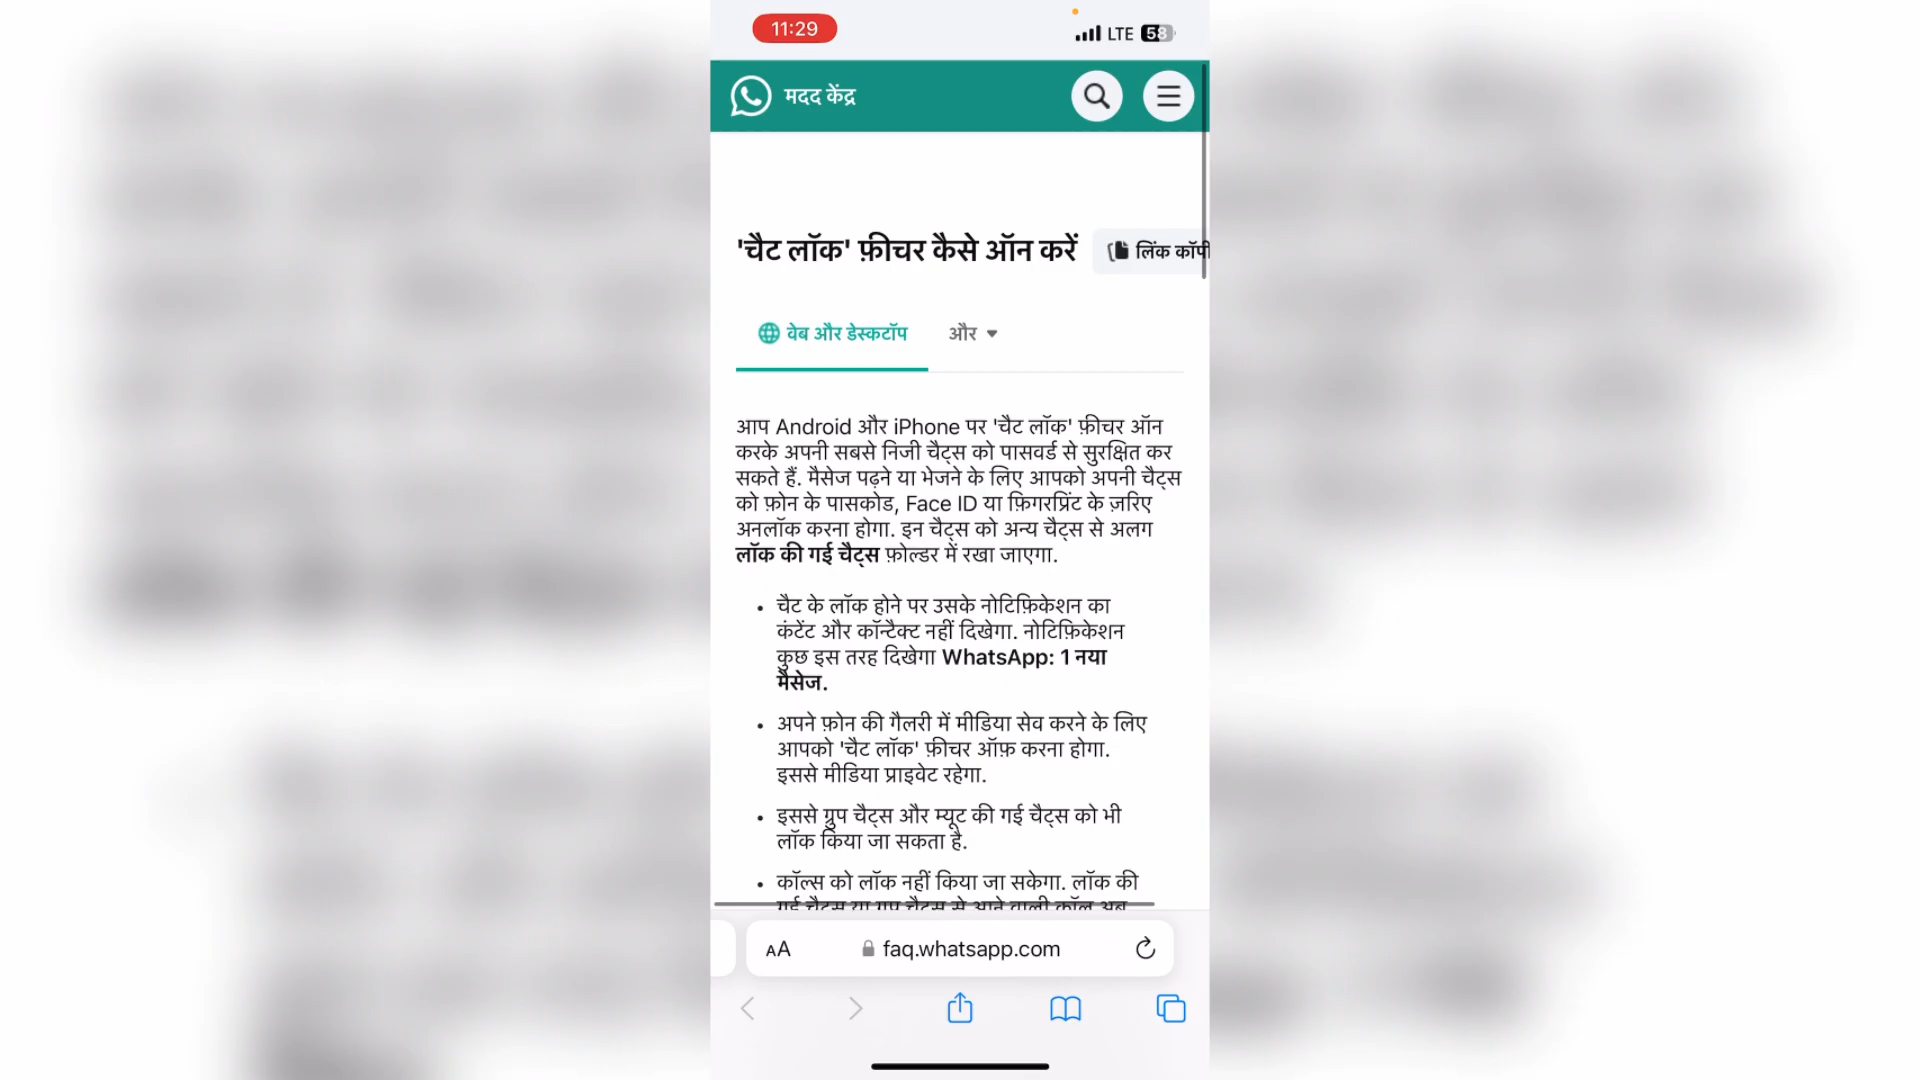 11:29
LTE 58
मदद केंद्र
'चैट लॉक' फ़ीचर कैसे ऑन करें
लिंक कॉपी
वेब और डेस्कटॉप
और
आप Android और iPhone पर 'चैट लॉक' फ़ीचर ऑन
करके अपनी सबसे निजी चैट्स को पासवर्ड से सुरक्षित कर
सकते हैं. मैसेज पढ़ने या भेजने के लिए आपको अपनी चैट्स
को फ़ोन के पासकोड, Face ID या फ़िगरप्रिंट के ज़रिए
अनलॉक करना होगा. इन चैट्स को अन्य चैट्स से अलग
लॉक की गई चैट्स फ़ोल्डर में रखा जाएगा.
• चैट के लॉक होने पर उसके नोटिफ़िकेशन का
कंटेंट और कॉन्टैक्ट नहीं दिखेगा. नोटिफ़िकेशन
कुछ इस तरह दिखेगा WhatsApp: 1 नया
मैसेज.
• अपने फ़ोन की गैलरी में मीडिया सेव करने के लिए
आपको 'चैट लॉक' फ़ीचर ऑफ़ करना होगा.
इससे मीडिया प्राइवेट रहेगा.
• इससे ग्रुप चैट्स और म्यूट की गई चैट्स को भी
लॉक किया जा सकता है.
• कॉल्स को लॉक नहीं किया जा सकेगा. लॉक की
गई चैट्स या ग्रुप चैट्स से आने वाली कॉल अब
AA
faq.whatsapp.com